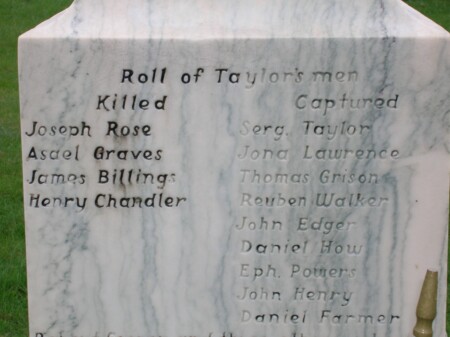 Roll of Taylor's men
Killed
Captured
Joseph Rose
Serg. Taylor
Asael Graves
Jona Lawrence
James Billings
Thomas Grison
Henry Chandler
Reuben Walker
John Edger
Daniel How
Eph. Powers
John Henry
Daniel Farmer